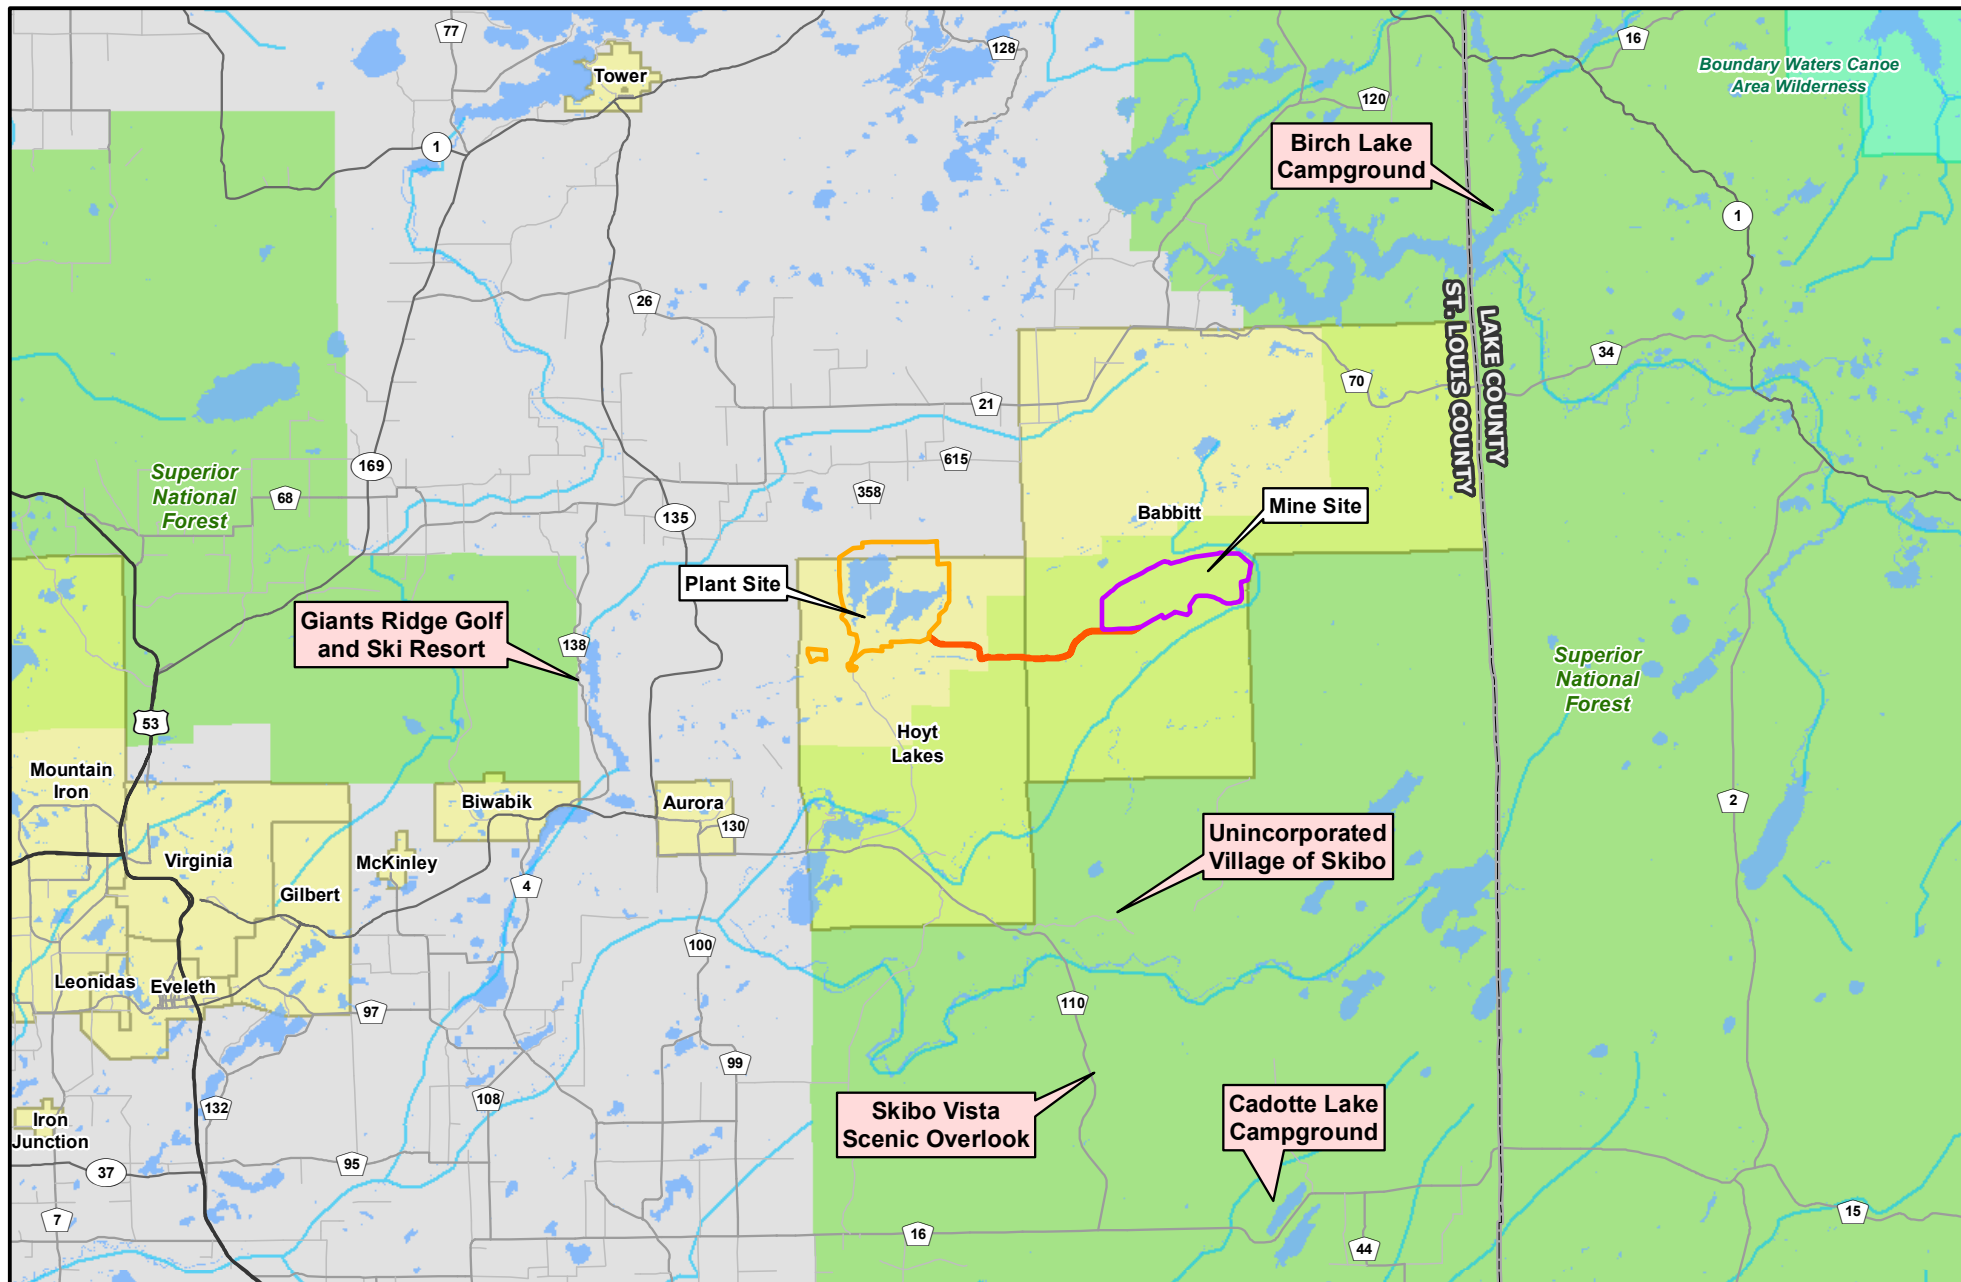 77
Tower
128
16
Boundary Waters Canoe
Area Wilderness
120
1
Birch Lake
Campground
1
26
LAKE COUNTY
ST. LOUIS COUNTY
34
70
21
169
615
Superior
National
Forest
68
358
135
Babbitt
Mine Site
Plant Site
Giants Ridge Golf
and Ski Resort
138
Superior
National
Forest
53
Hoyt
Lakes
Mountain
Iron
Biwabik
Aurora
130
2
Virginia
McKinley
Unincorporated
Village of Skibo
Gilbert
4
100
Leonidas
Eveleth
97
110
99
108
132
Iron
Junction
Skibo Vista
Scenic Overlook
Cadotte Lake
Campground
37
95
7
16
44
15